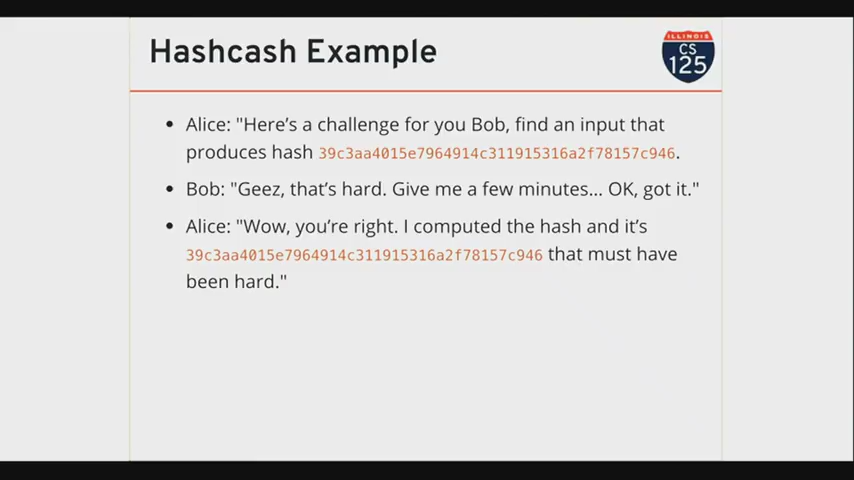 Hashcash Example
ILLINOIS
CS
125
• Alice: "Here's a challenge for you Bob, find an input that
produces hash 39c3aa4015e7964914c311915316a2f78157c946.
• Bob: "Geez, that's hard. Give me a few minutes... OK, got it."
• Alice: "Wow, you're right. I computed the hash and it's
39c3aa4015e7964914c311915316a2f78157c946 that must have
been hard."